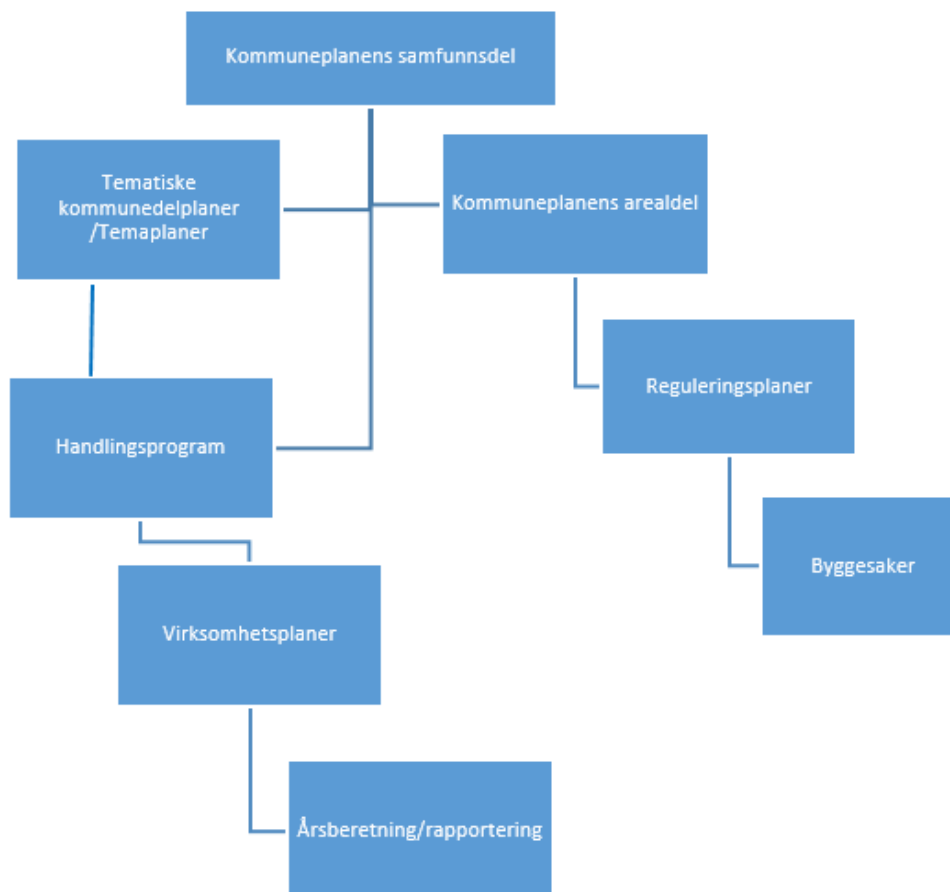 Kommuneplanens samfunnsdel
Tematiske
kommunedelplaner
/Temaplaner
Kommuneplanens arealdel
Reguleringsplaner
Handlingsprogram
Byggesaker
Virksomhetsplaner
Årsberetning/rapportering